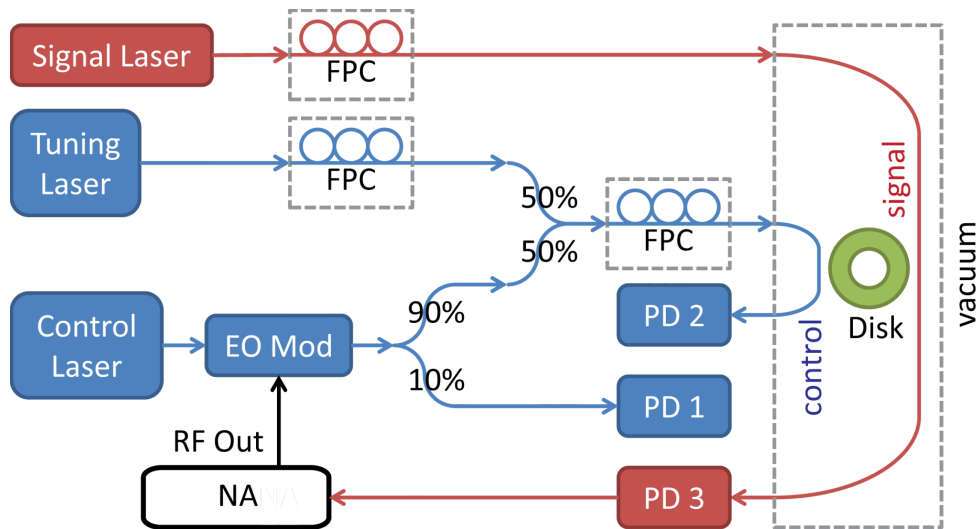 Signal Laser
FPC
Tuning
Laser
FPC
50%
FPC
50%
signal
vacuum
Control
Laser
EO Mod
90%
10%
PD 2
Disk
control
PD 1
RF Out
NA
PD 3